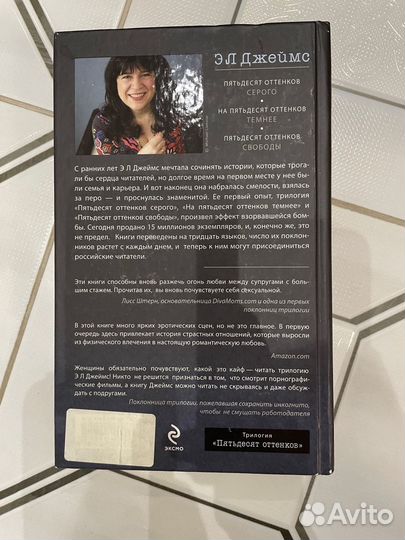 Э Л Джеймс
ПЯТЬДЕСЯТ ОТТЕНКОВ
СЕРОГО
НА ПЯТЬДЕСЯТ ОТТЕНКОВ
ТЕМНЕЕ
ПЯТЬДЕСЯТ ОТТЕНКОВ
СВОБОДЫ
С ранних лет Э Л Джеймс мечтала сочинять истории, которые трога-
ли бы сердца читателей, но долгое время на первом месте у нее бы-
ли семья и карьера. И вот наконец она набралась смелости, взялась
за перо — и проснулась знаменитой. Ее первый опыт, трилогия
«Пятьдесят оттенков серого», «На пятьдесят оттенков темнее» и
«Пятьдесят оттенков свободы», произвел эффект взорвавшейся бом-
бы. Сегодня продано 15 миллионов экземпляров, и, конечно же, это
не предел. Книги переведены на тридцать языков, число их поклон-
ников растет с каждым днем, и теперь к ним могут присоединиться
российские читатели.
Эти книги способны вновь разжечь огонь любви между супругами с боль-
шим стажем. Прочитав их, вы вновь почувствуете себя сексуальной.
Лисс Штерн, основательница DivaMoms.com и одна из первых
поклонниц трилогии
В этой книге много ярких эротических сцен, но не это главное. В первую
очередь здесь привлекает история страстных отношений, которые выросли
из физического влечения в настоящую романтическую любовь.
Amazon.com
Женщины обязательно почувствуют, какой это кайф — читать трилогию
Э Л Джеймс! Никто не решится признаться в том, что смотрит порнографи-
ческие фильмы, а книгу Джеймс можно читать не скрываясь и даже обсуж-
дать с подругами.
Поклонница трилогии, пожелавшая сохранить инкогнито,
чтобы не смущать работодателя
ЭКСМО
Трилогия
«Пятьдесят оттенков»
Avito